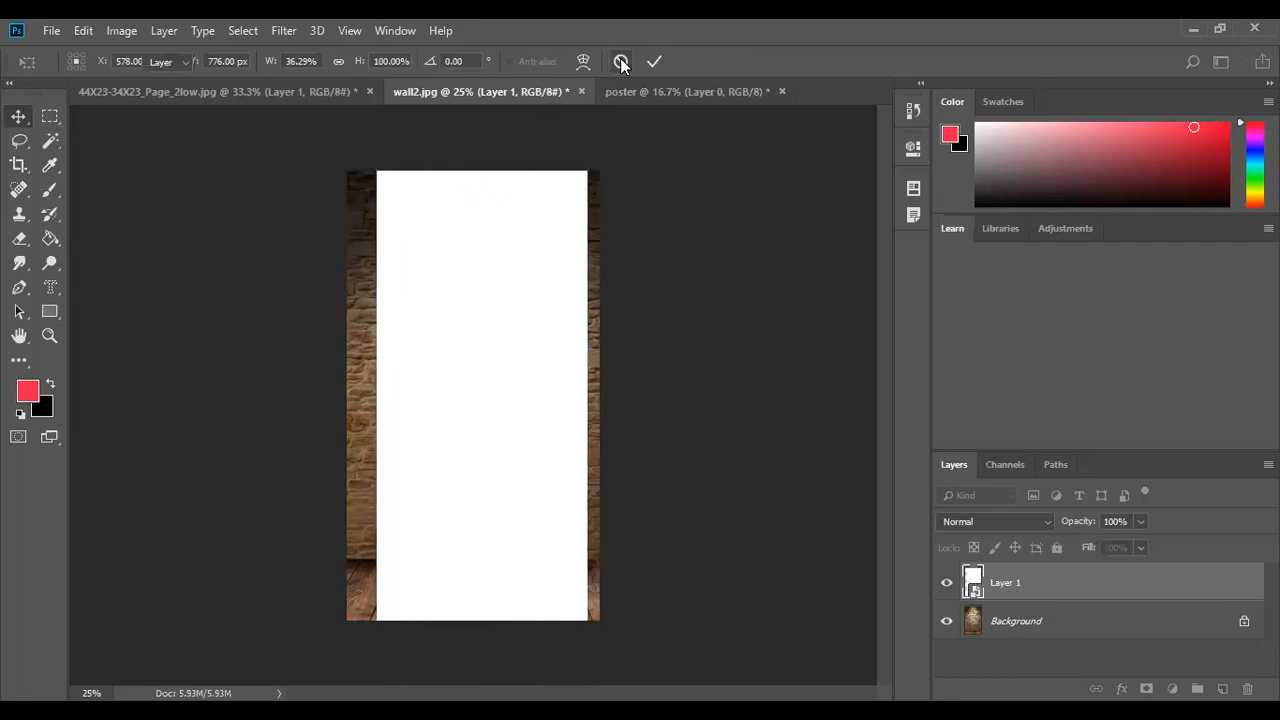 Ps File Edit Image Layer Type Select Filter 3D View Window Help
X: 578.00 Layer 776.00 px W: 36.29% H: 100.00% 0.00 ° Anti-alias
44X23-34X23_Page_2low.jpg @ 33.3% (Layer 1, RGB/8#) * × wall2.jpg @ 25% (Layer 1, RGB/8#) * × poster @ 16.7% (Layer 0, RGB/8) * ×
Color Swatches
Learn Libraries Adjustments
Layers Channels Paths
Kind
Normal Opacity: 100%
Lock: Fill: 100%
Layer 1
Background
fx
25% Doc: 5.93M/5.93M